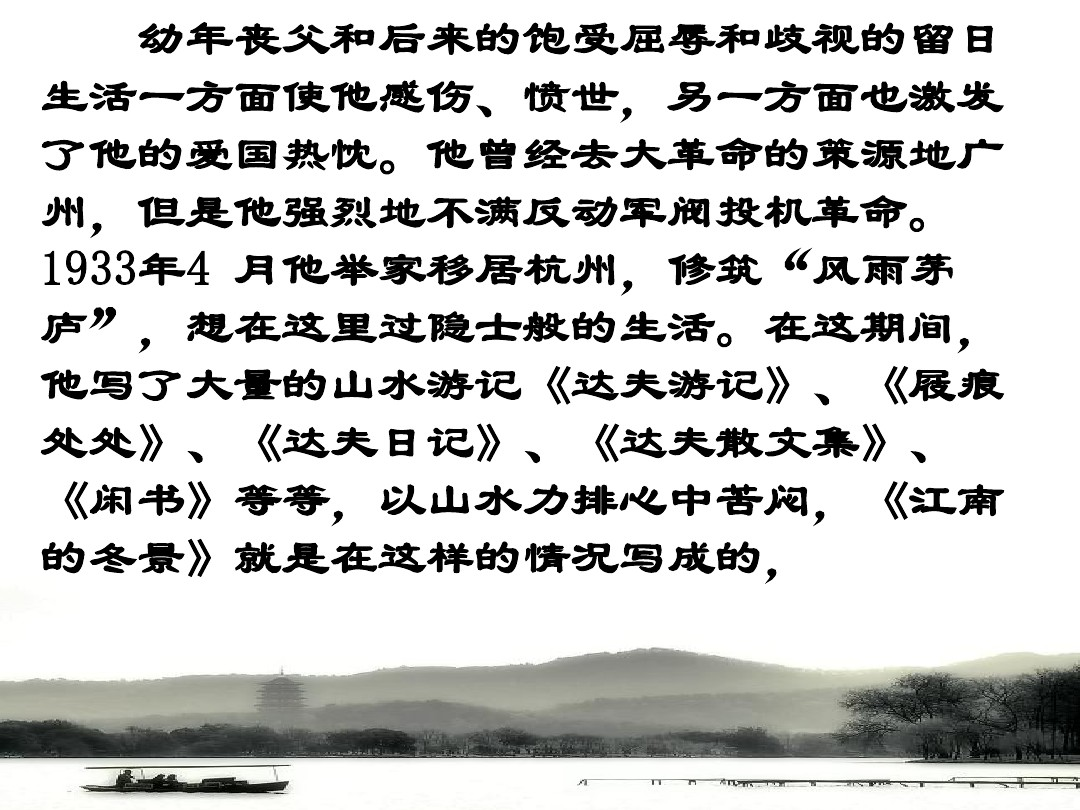 幼年丧父和后来的饱受屈辱和歧视的留日
生活一方面使他感伤、愤世，另一方面也激发
了他的爱国热忱。他曾经去大革命的策源地广
州，但是他强烈地不满反动军阀投机革命。
1933年4 月他举家移居杭州，修筑“风雨茅
庐”，想在这里过隐士般的生活。在这期间，
他写了大量的山水游记《达夫游记》、《屐痕
处处》、《达夫日记》、《达夫散文集》、
《闲书》等等，以山水力排心中苦闷，《江南
的冬景》就是在这样的情况写成的，